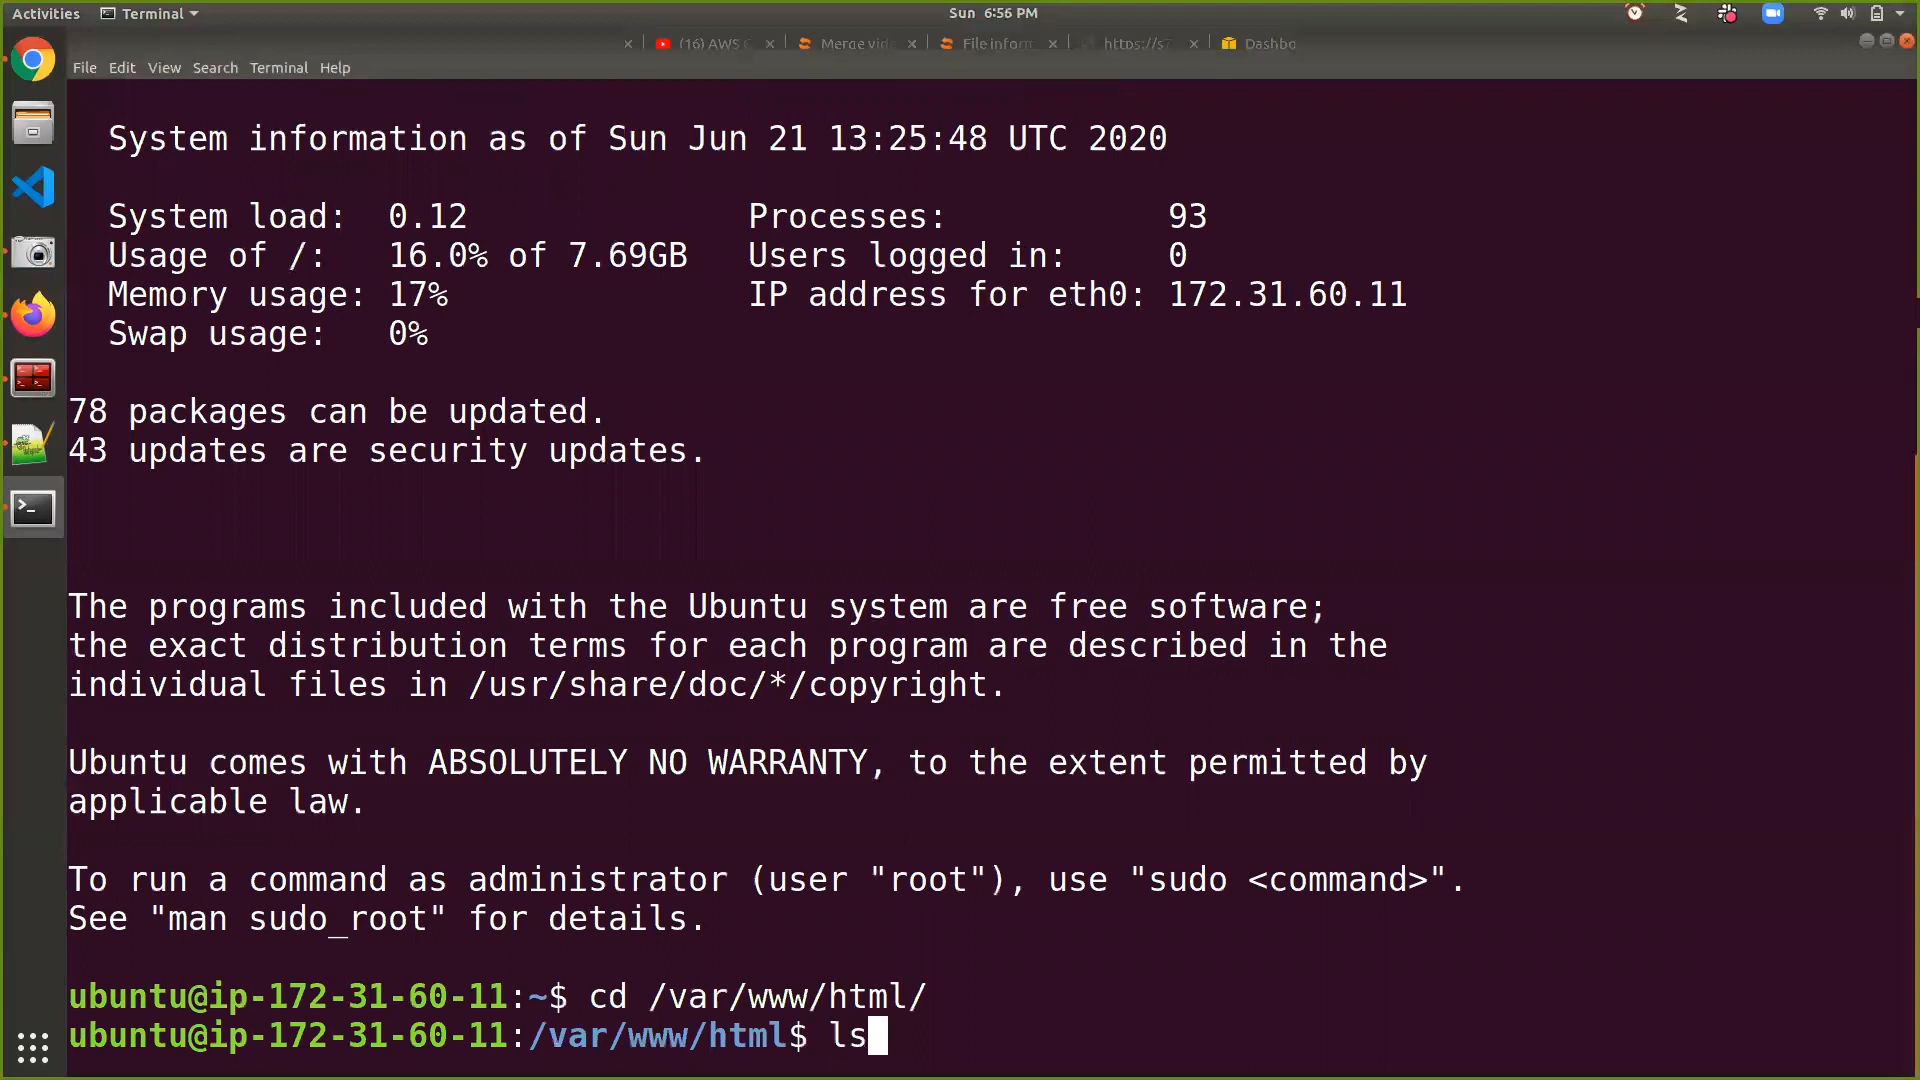 Activities Terminal Sun 6:56 PM
(16) AWS Merge vid File inform https://s7 Dashbo
File Edit View Search Terminal Help
System information as of Sun Jun 21 13:25:48 UTC 2020
System load: 0.12 Processes: 93
Usage of /: 16.0% of 7.69GB Users logged in: 0
Memory usage: 17% IP address for eth0: 172.31.60.11
Swap usage: 0%
78 packages can be updated.
43 updates are security updates.
The programs included with the Ubuntu system are free software;
the exact distribution terms for each program are described in the
individual files in /usr/share/doc/*/copyright.
Ubuntu comes with ABSOLUTELY NO WARRANTY, to the extent permitted by
applicable law.
To run a command as administrator (user "root"), use "sudo <command>".
See "man sudo_root" for details.
ubuntu@ip-172-31-60-11:~$ cd /var/www/html/
ubuntu@ip-172-31-60-11:/var/www/html$ ls